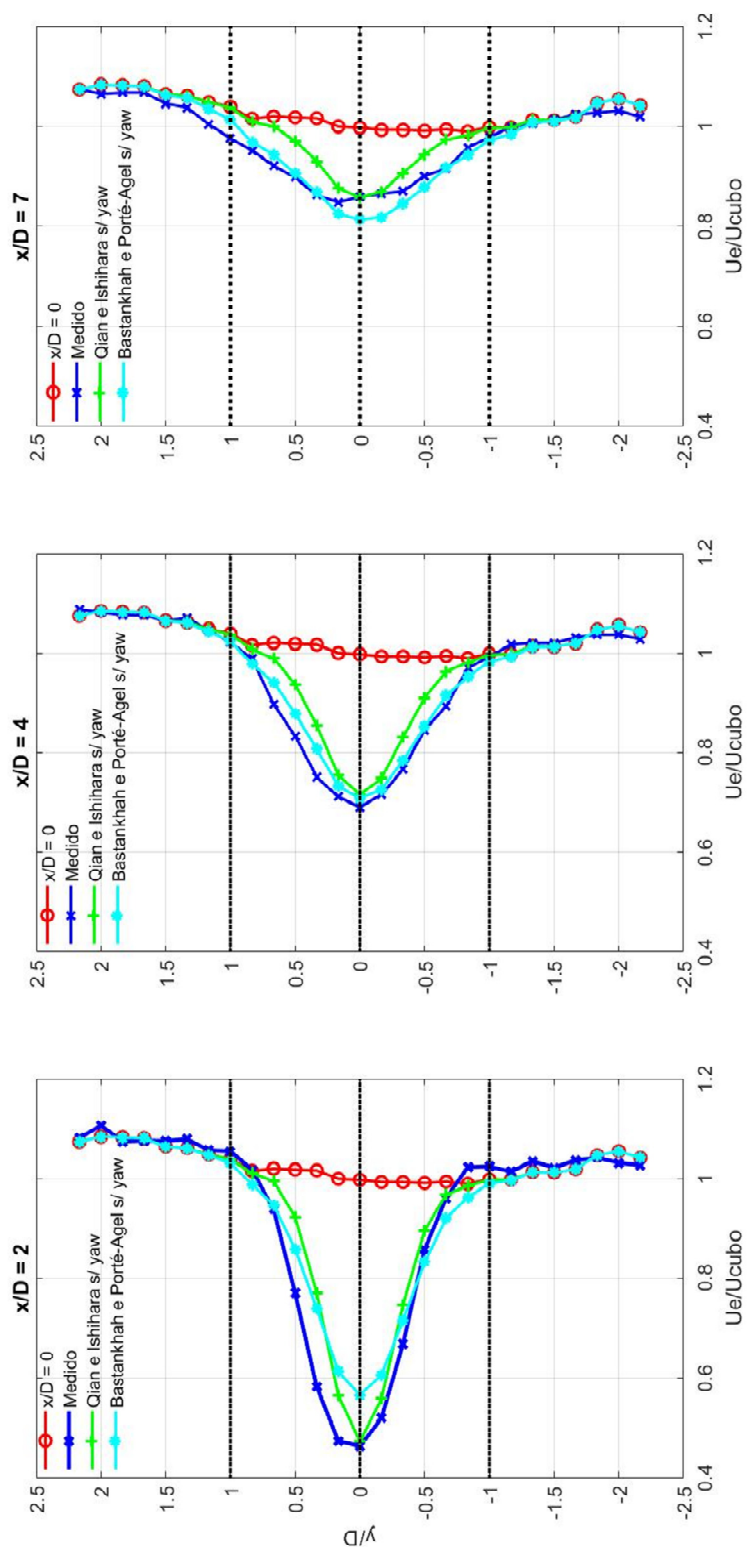 x/D = 2
x/D = 0
Medido
Qian e Ishihara s/ yaw
Bastankhah e Porté-Agel s/ yaw
2.5
2
1.5
1
0.5
0
-0.5
-1
-1.5
-2
-2.5
y/D
0.4
0.6
0.8
1
1.2
Ue/Ucubo
x/D = 4
x/D = 0
Medido
Qian e Ishihara s/ yaw
Bastankhah e Porté-Agel s/ yaw
2.5
2
1.5
1
0.5
0
-0.5
-1
-1.5
-2
-2.5
0.4
0.6
0.8
1
1.2
Ue/Ucubo
x/D = 7
x/D = 0
Medido
Qian e Ishihara s/ yaw
Bastankhah e Porté-Agel s/ yaw
2.5
2
1.5
1
0.5
0
-0.5
-1
-1.5
-2
-2.5
0.4
0.6
0.8
1
1.2
Ue/Ucubo